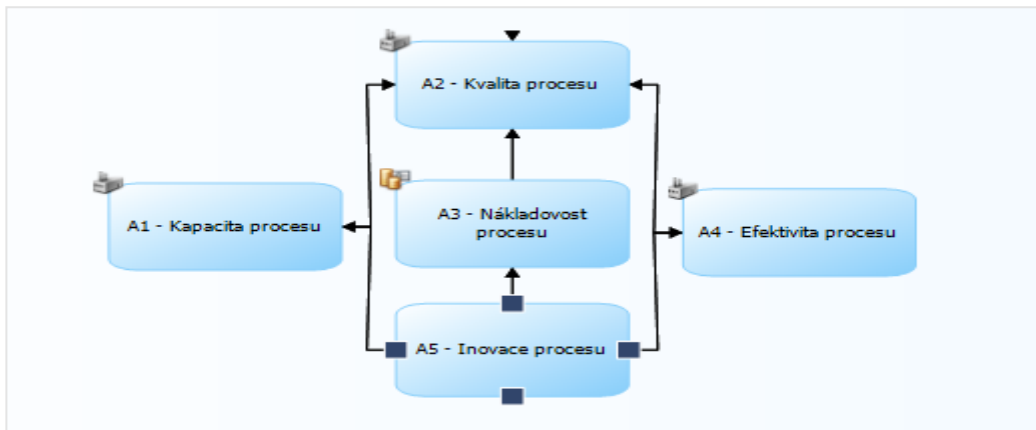 A2 - Kvalita procesu
A1 - Kapacita procesu
A3 - Nákladovost
procesu
A4 - Efektivita procesu
A5 - Inovace procesu